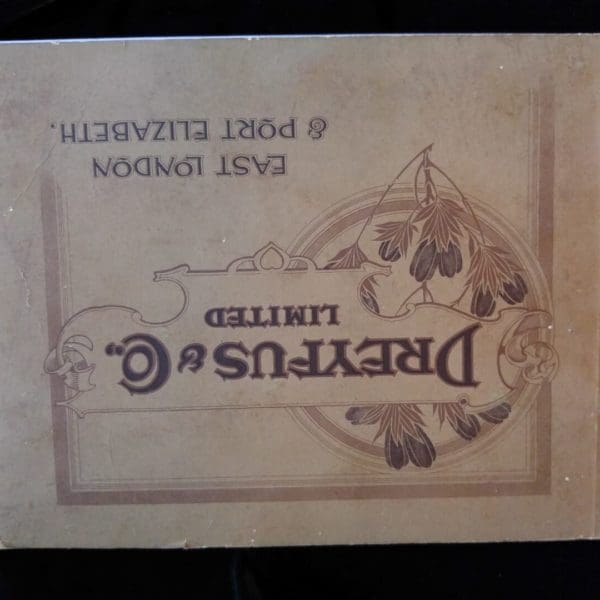 DREYFUS & Co.,
LIMITED
EAST LONDON
& PORT ELIZABETH.